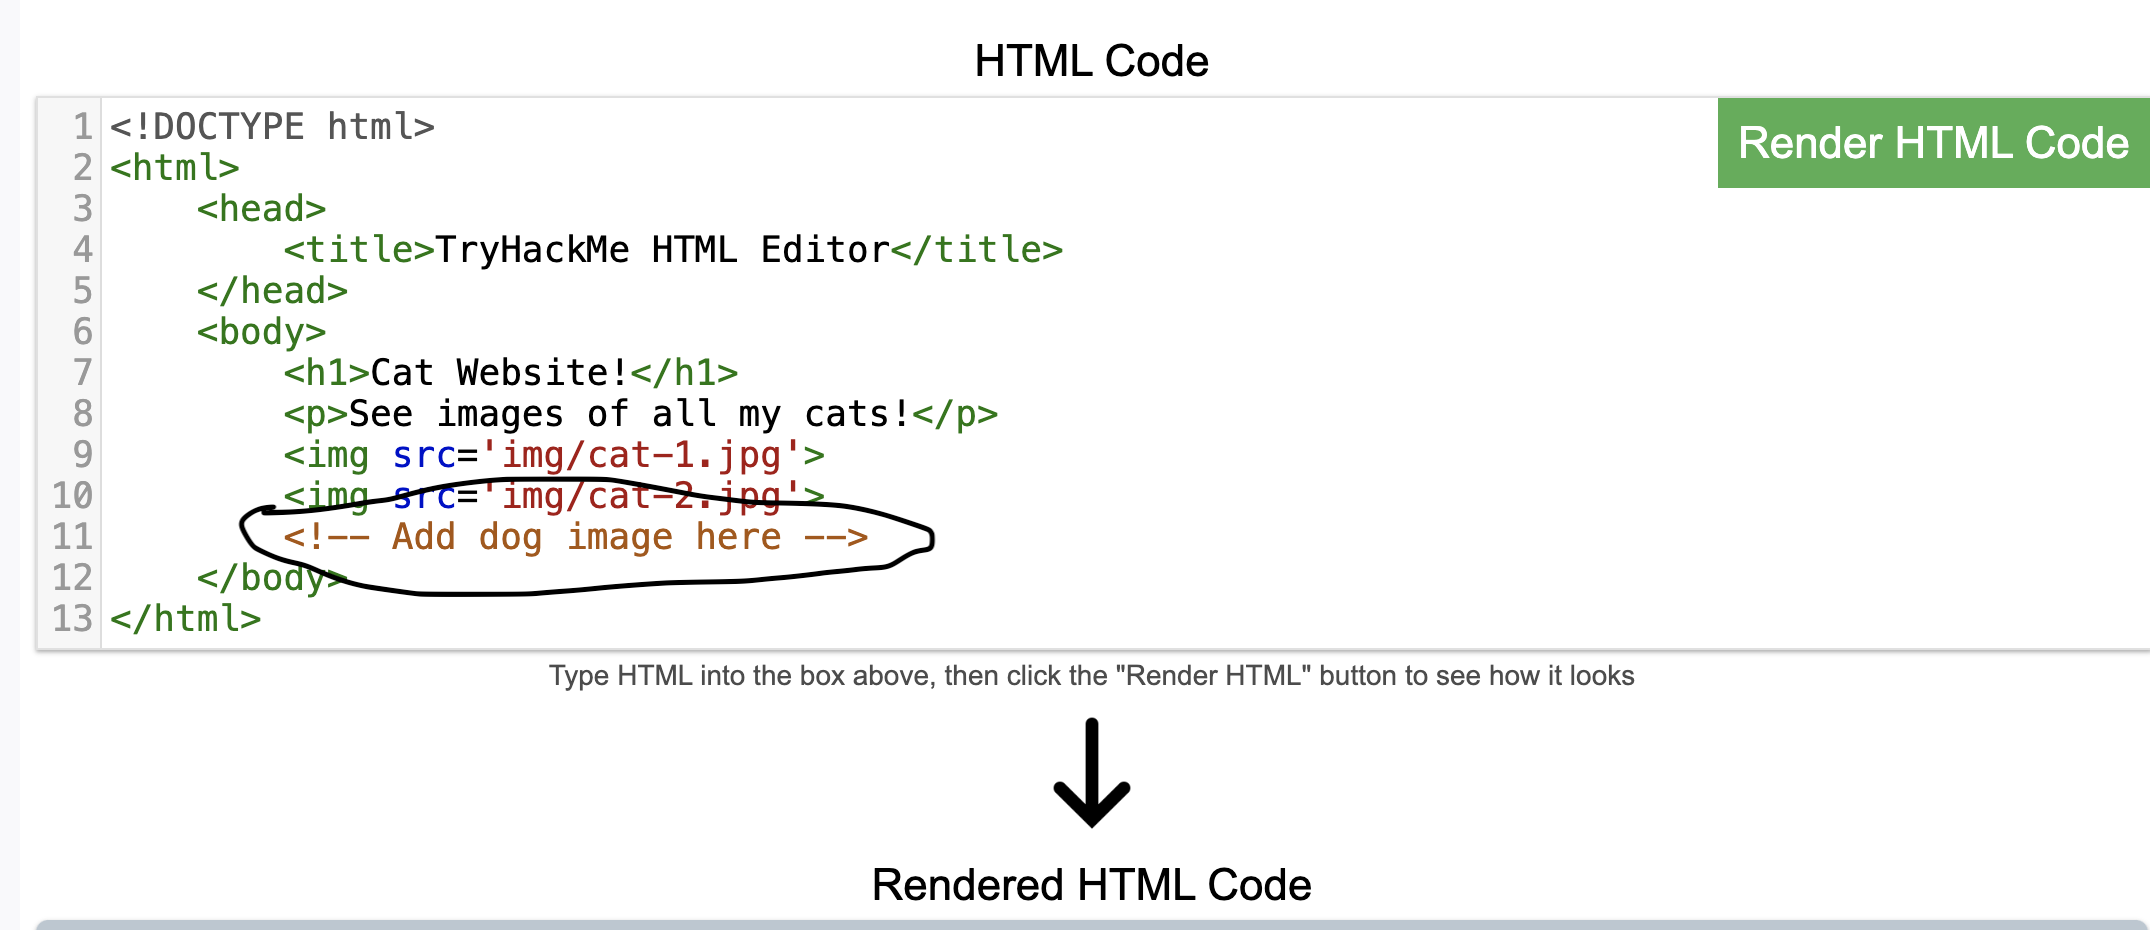 HTML Code
Render HTML Code
1 <!DOCTYPE html>
2 <html>
3     <head>
4         <title>TryHackMe HTML Editor</title>
5     </head>
6     <body>
7         <h1>Cat Website!</h1>
8         <p>See images of all my cats!</p>
9         <img src='img/cat-1.jpg'>
10         <img src='img/cat-2.jpg'>
11         <!-- Add dog image here -->
12     </body>
13 </html>
Type HTML into the box above, then click the "Render HTML" button to see how it looks
Rendered HTML Code